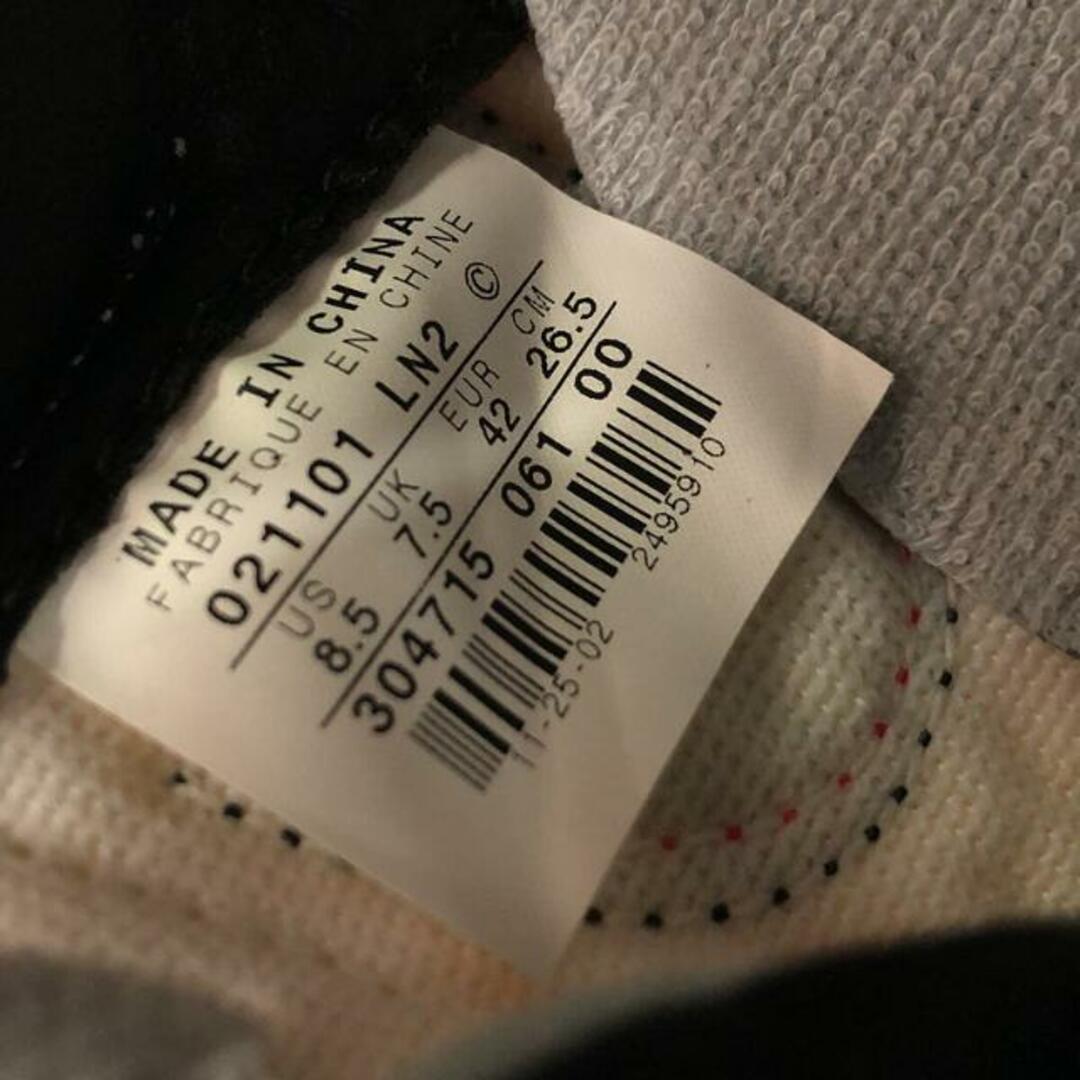 MADE IN CHINA
FABRIQUE EN CHINE
021101 LN2 ©
US UK EUR CM
8.5 7.5 42 26.5
304715 061 00
11-25-02 2495910